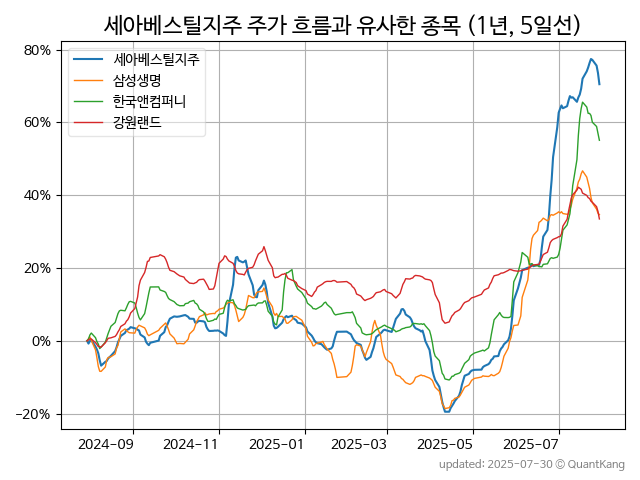 세아베스틸지주 주가 흐름과 유사한 종목 (1년, 5일선)
80%
60%
40%
20%
0%
−20%
세아베스틸지주
삼성생명
한국앤컴퍼니
강원랜드
2024-09
2024-11
2025-01
2025-03
2025-05
2025-07
updated: 2025-07-30 © QuantKang